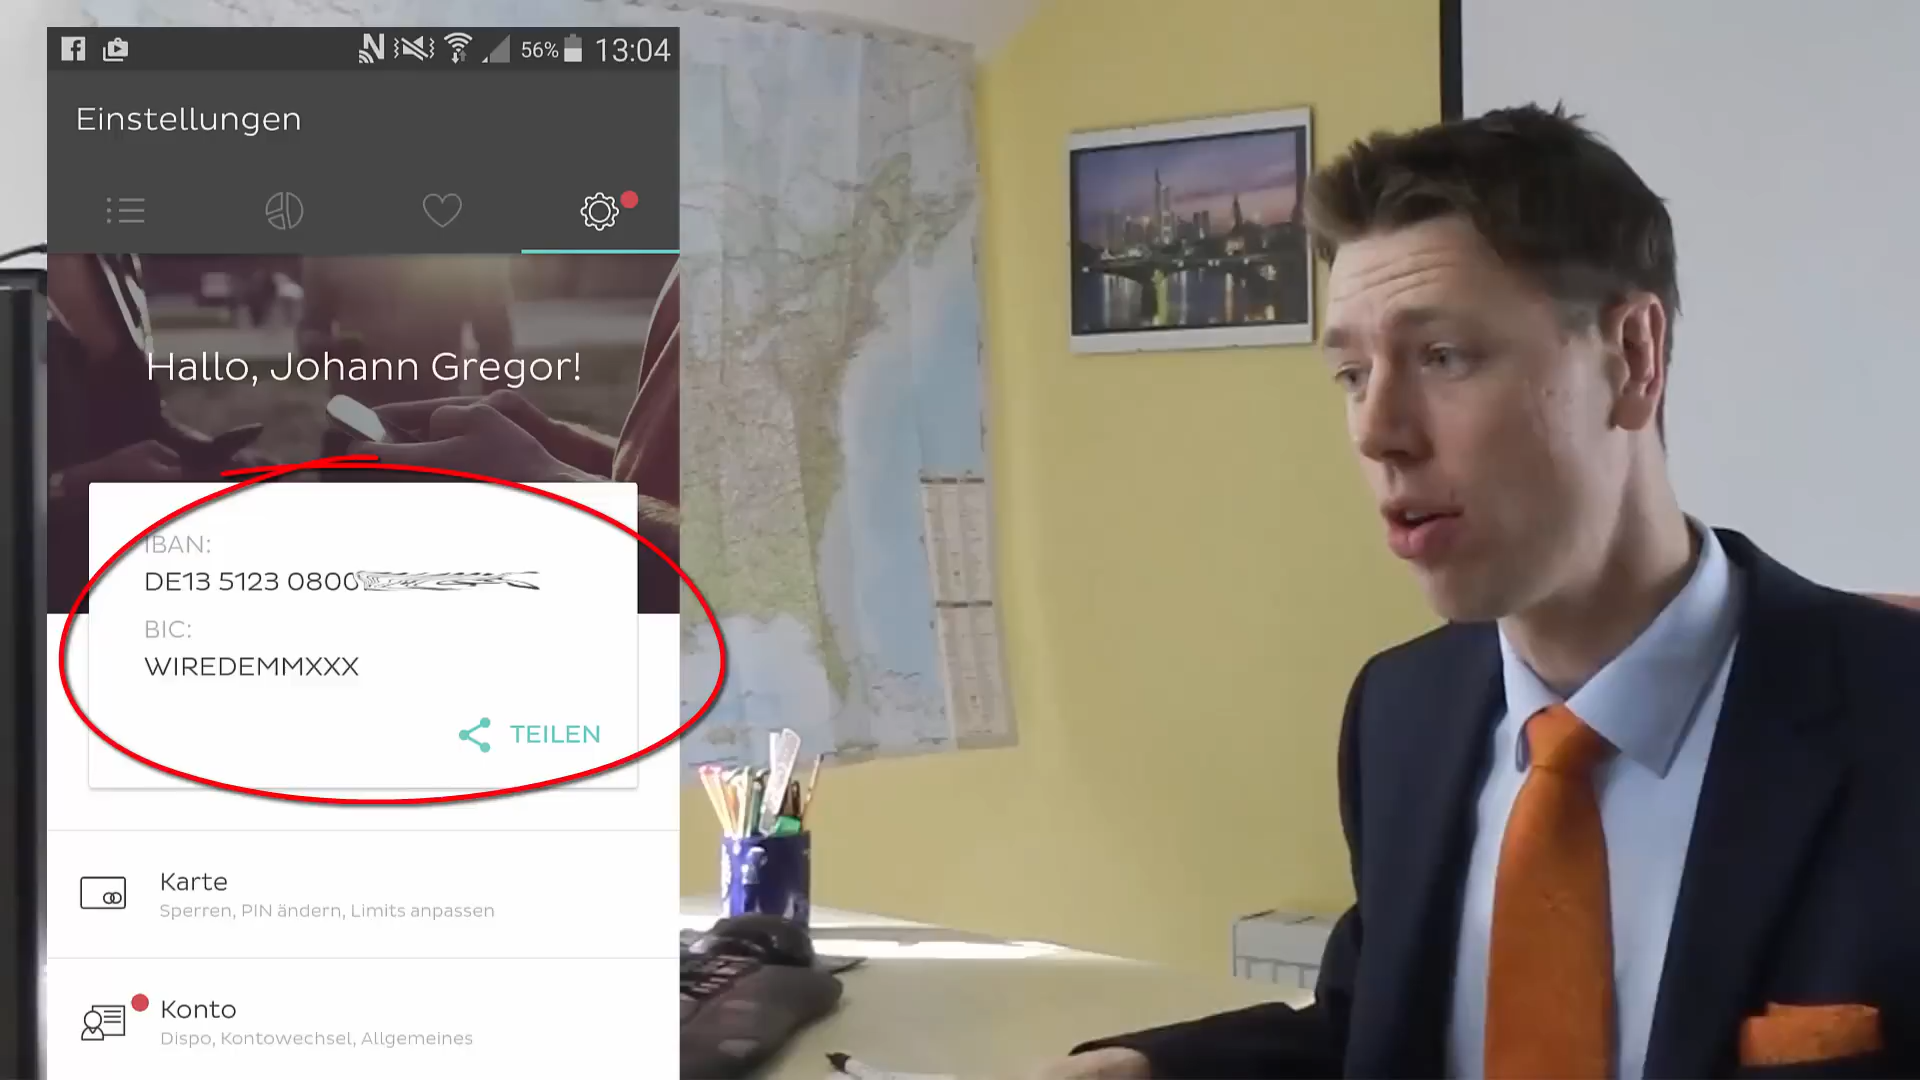 56% 13:04
Einstellungen
Hallo, Johann Gregor!
IBAN:
DE13 5123 0800
BIC:
WIREDEMMXXX
TEILEN
Karte
Sperren, PIN ändern, Limits anpassen
Konto
Dispo, Kontowechsel, Allgemeines